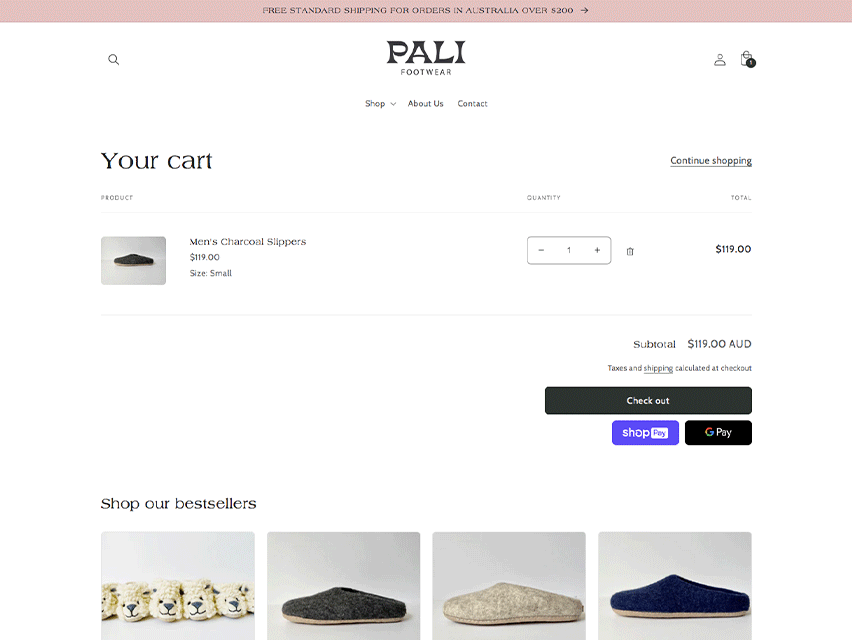 FREE STANDARD SHIPPING FOR ORDERS IN AUSTRALIA OVER $200 →
PALI
FOOTWEAR
1
Shop
About Us
Contact
Your cart
Continue shopping
PRODUCT
QUANTITY
TOTAL
Men's Charcoal Slippers
$119.00
Size: Small
− 1 +
$119.00
Subtotal $119.00 AUD
Taxes and shipping calculated at checkout
Check out
shop Pay
G Pay
Shop our bestsellers